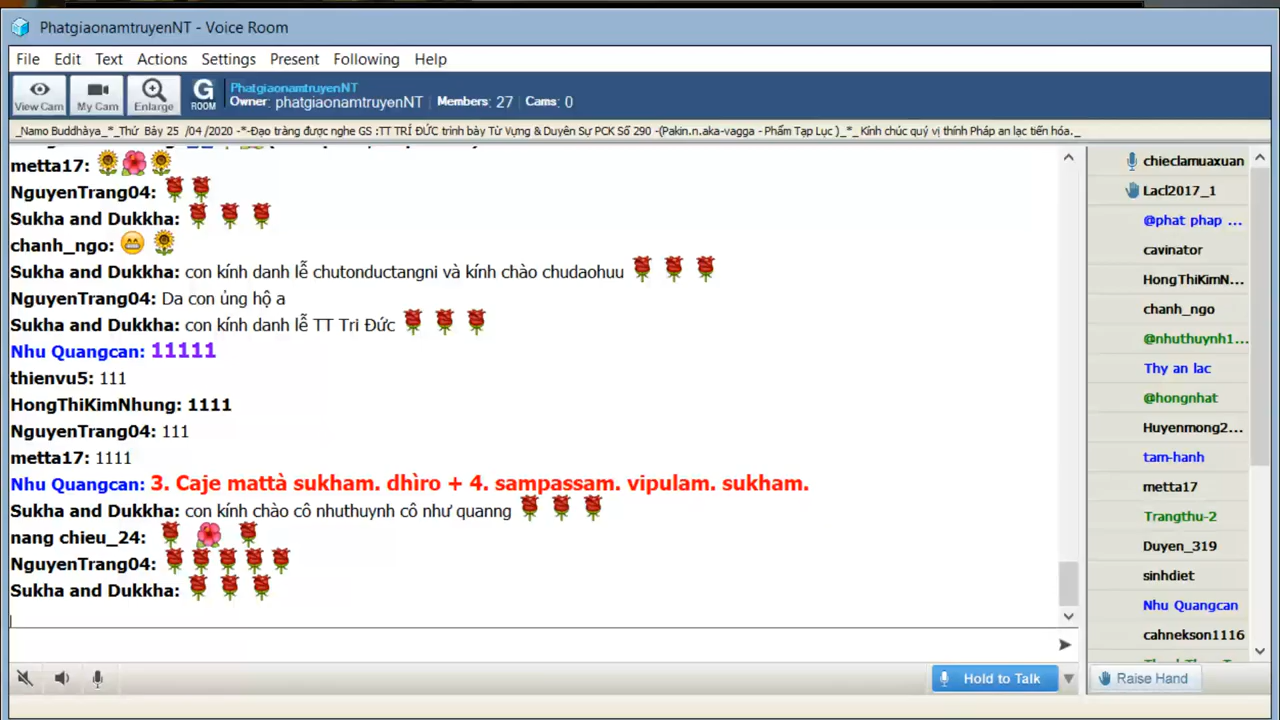 PhatgiaonamtruyenNT - Voice Room
File Edit Text Actions Settings Present Following Help
View Cam My Cam Enlarge G ROOM
PhatgiaonamtruyenNT
Owner: phatgiaonamtruyenNT Members: 27 Cams: 0
_Namo Buddhàya_*_Thứ Bảy 25 /04 /2020 -*-Đạo tràng được nghe GS :TT TRÍ ĐỨC trình bày Từ Vựng & Duyên Sự PCK Số 290 -(Pakin.n.aka-vagga - Phẩm Tạp Lục )_*_ Kính chúc quý vị thính Pháp an lạc tiến hóa._
metta17:
NguyenTrang04:
Sukha and Dukkha:
chanh_ngo:
Sukha and Dukkha: con kính danh lễ chutonductangni và kính chào chudaohuu
NguyenTrang04: Da con ủng hộ a
Sukha and Dukkha: con kính danh lễ TT Tri Đức
Nhu Quangcan: 11111
thienvu5: 111
HongThiKimNhung: 1111
NguyenTrang04: 111
metta17: 1111
Nhu Quangcan: 3. Caje mattà sukham. dhìro + 4. sampassam. vipulam. sukham.
Sukha and Dukkha: con kính chào cô nhuthuynh cô như quanng
nang chieu_24:
NguyenTrang04:
Sukha and Dukkha:
chieclamuaxuan
Lacl2017_1
@phat phap ...
cavinator
HongThiKimN...
chanh_ngo
@nhuthuynh1...
Thy an lac
@hongnhat
Huyenmong2...
tam-hanh
metta17
Trangthu-2
Duyen_319
sinhdiet
Nhu Quangcan
cahnekson1116
Hold to Talk
Raise Hand